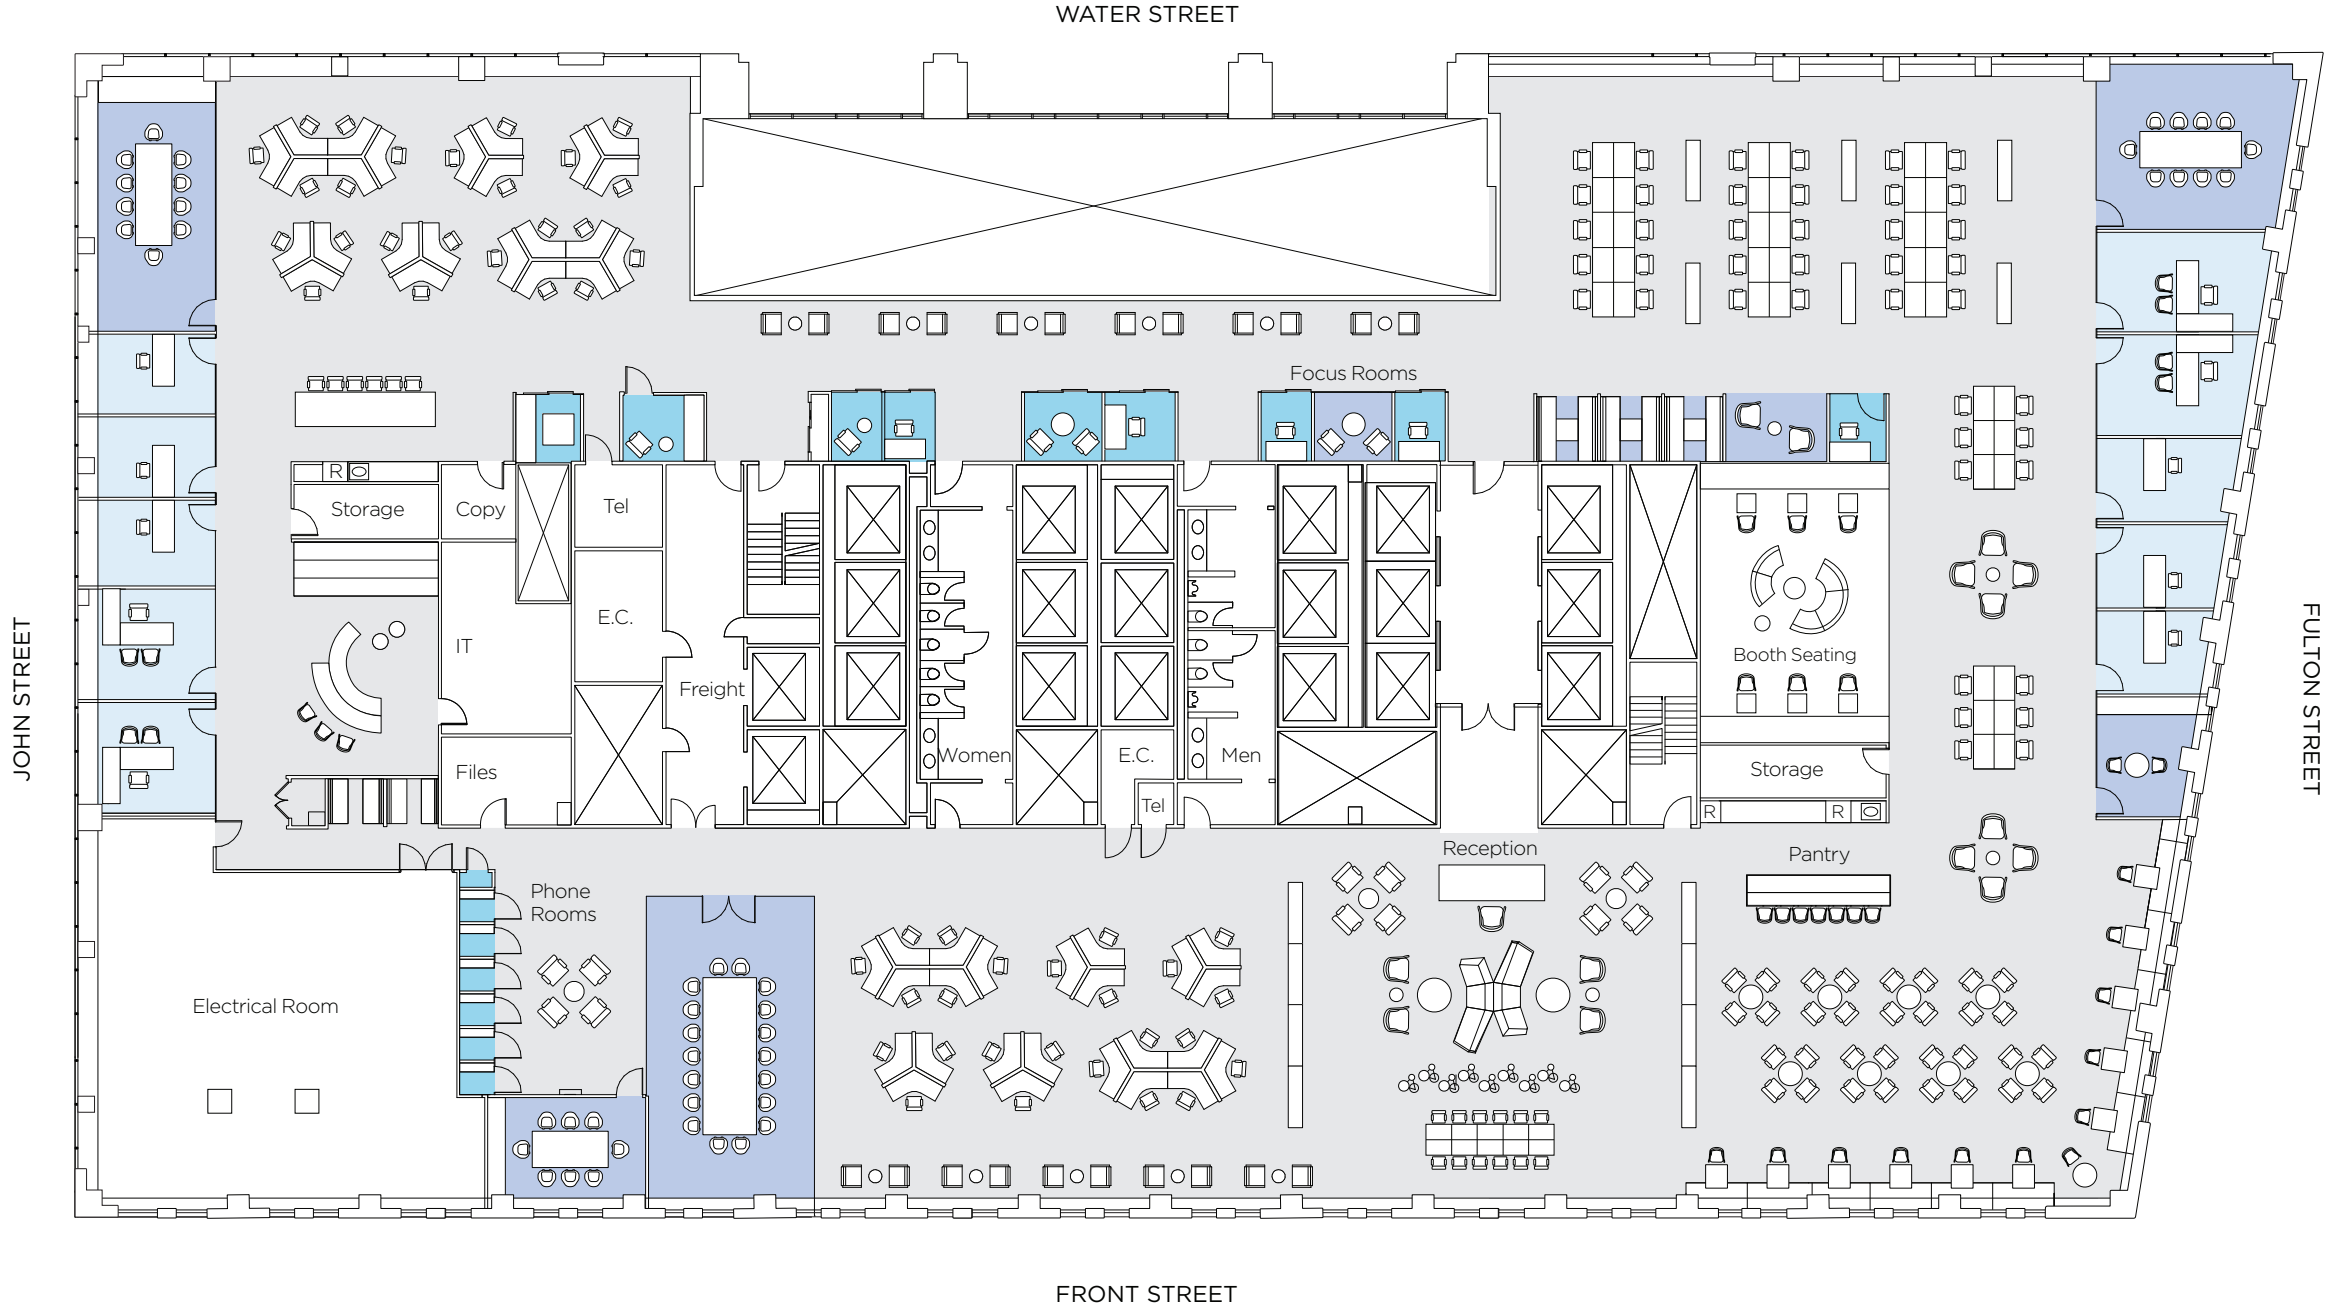 WATER STREET
Focus Rooms
R
Storage
Copy
Tel
E.C.
IT
Freight
Booth Seating
JOHN STREET
FULTON STREET
Files
Women
E.C.
Men
Storage
Tel
R
R
Reception
Pantry
Phone
Rooms
Electrical Room
FRONT STREET